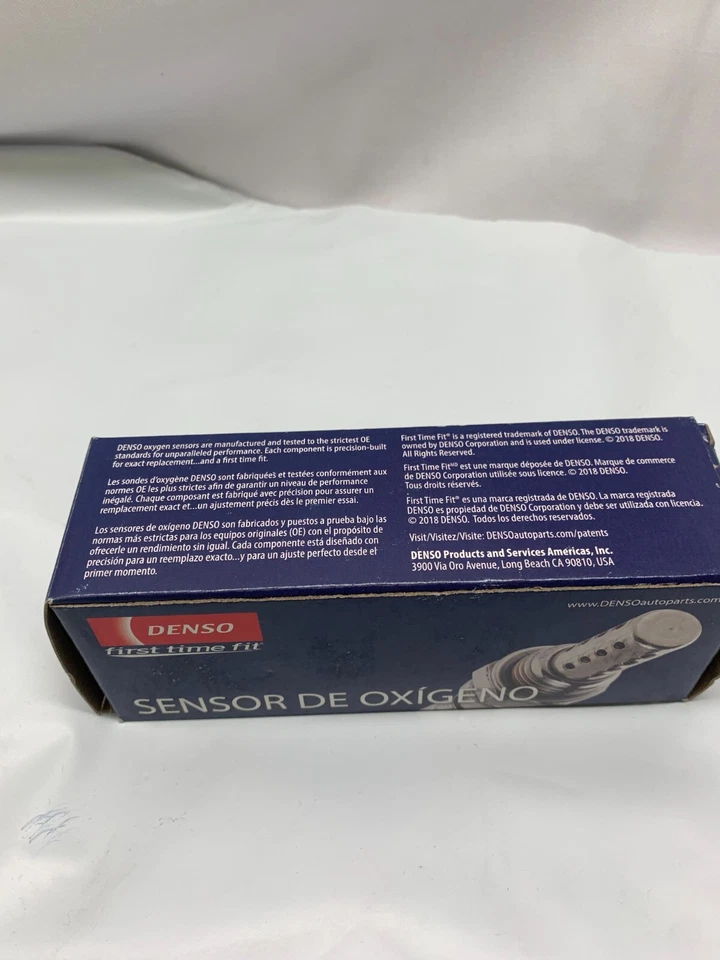 DENSO oxygen sensors are manufactured and tested to the strictest OE
standards for unparalleled performance. Each component is precision-built
for exact replacement...and a first time fit.
Les sondes d'oxygène DENSO sont fabriquées et testées conformément aux
normes OE les plus strictes afin de garantir un niveau de performance
inégalé. Chaque composant est fabriqué avec précision pour assurer un
remplacement exact et...un ajustement précis dès le premier essai.
Los sensores de oxígeno DENSO son fabricados y puestos a prueba bajo las
normas más estrictas para los equipos originales (OE) con el propósito de
ofrecerle un rendimiento sin igual. Cada componente está diseñado con
precisión para un reemplazo exacto...y para un ajuste perfecto desde el
primer momento.
First Time Fit® is a registered trademark of DENSO. The DENSO trademark is
owned by DENSO Corporation and is used under license. © 2018 DENSO.
All Rights Reserved.
First Time Fit᙮ᴰ est une marque déposée de DENSO. Marque de commerce
de DENSO Corporation utilisée sous licence. © 2018 DENSO.
Tous droits réservés.
First Time Fit® es una marca registrada de DENSO. La marca registrada
DENSO es propiedad de DENSO Corporation y debe ser utilizada con licencia.
© 2018 DENSO. Todos los derechos reservados.
Visit/Visitez/Visite: DENSOautoparts.com/patents
DENSO Products and Services Américas, Inc.
3900 Via Oro Avenue, Long Beach CA 90810, USA
www.DENSOautoparts.com
DENSO
first time fit®
SENSOR DE OXÍGENO